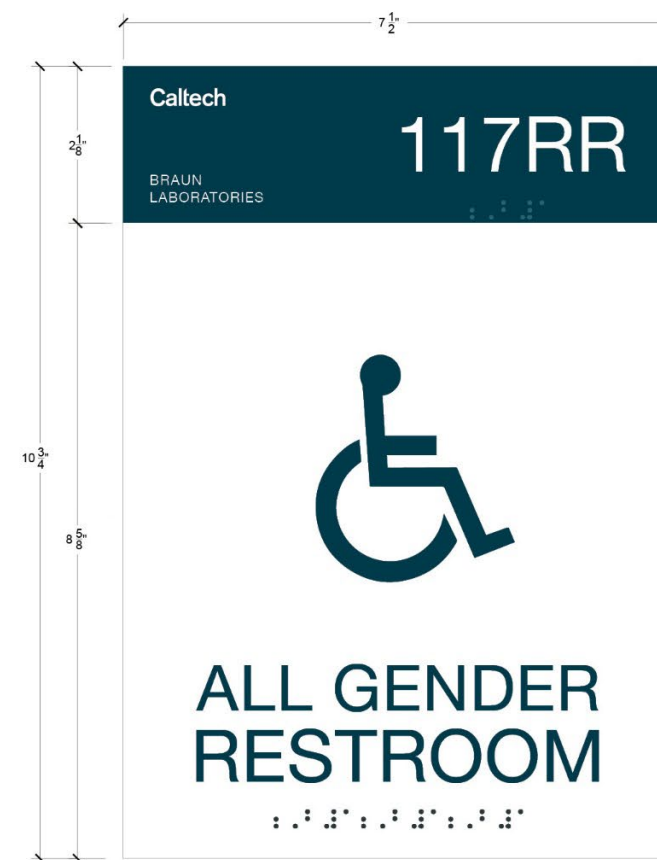 7 1/2"
Caltech
117RR
2 1/8"
BRAUN
LABORATORIES
10 3/4"
8 5/8"
ALL GENDER
RESTROOM